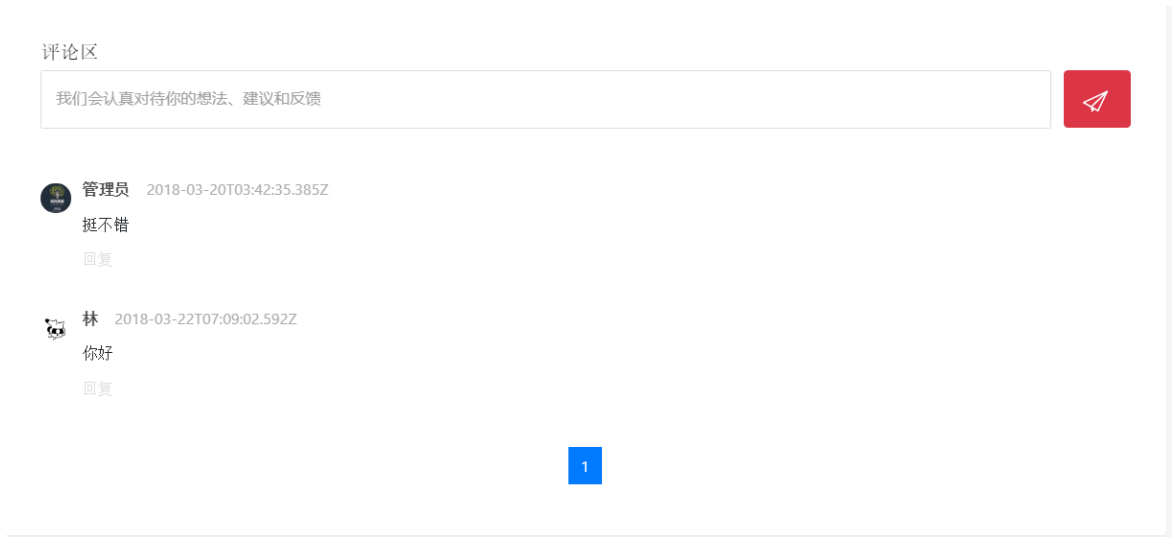 评论区
我们会认真对待你的想法、建议和反馈
管理员 2018-03-20T03:42:35.385Z
挺不错
回复
林 2018-03-22T07:09:02.592Z
你好
回复
1